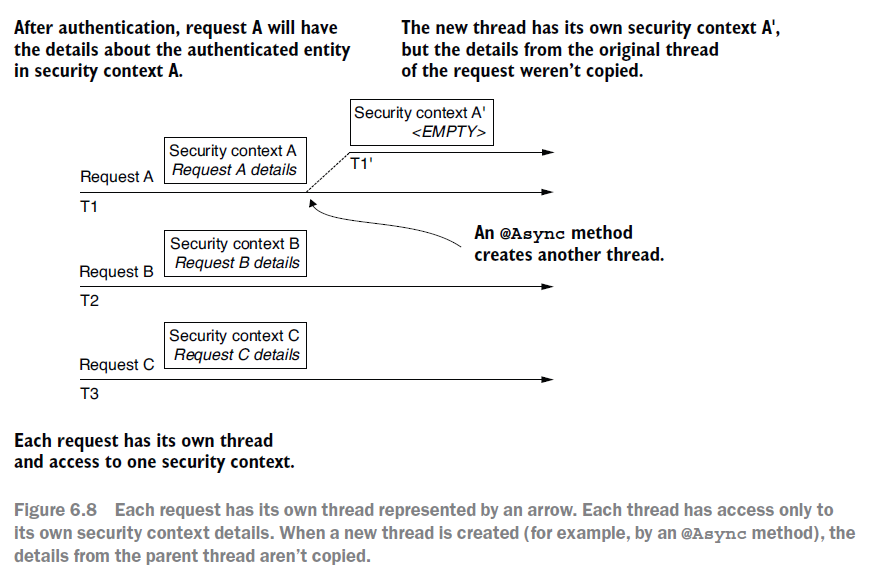 After authentication, request A will have
the details about the authenticated entity
in security context A.
The new thread has its own security context A',
but the details from the original thread
of the request weren't copied.
Security context A'
<EMPTY>
Security context A
Request A details
T1'
Request A
T1
An @Async method
creates another thread.
Security context B
Request B details
Request B
T2
Security context C
Request C details
Request C
T3
Each request has its own thread
and access to one security context.
Figure 6.8 Each request has its own thread represented by an arrow. Each thread has access only to
its own security context details. When a new thread is created (for example, by an @Async method), the
details from the parent thread aren't copied.